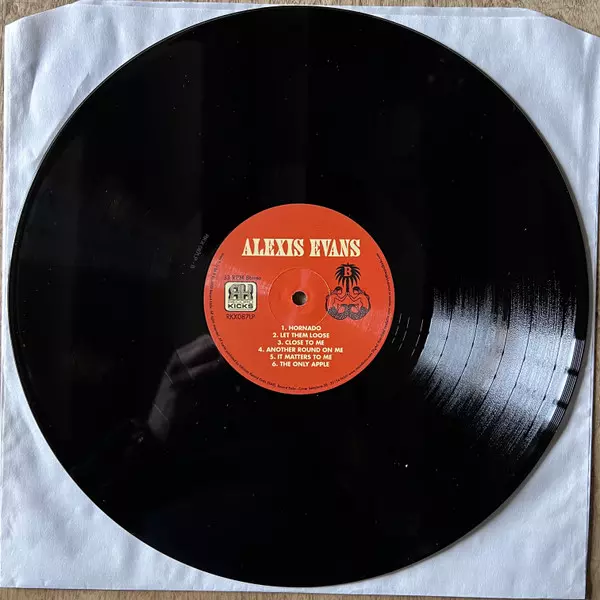 ALEXIS EVANS
33 RPM Stereo
B
KICKS
RKX087LP
1. HORNADO
2. LET THEM LOOSE
3. CLOSE TO ME
4. ANOTHER ROUND ON ME
5. IT MATTERS TO ME
6. THE ONLY APPLE